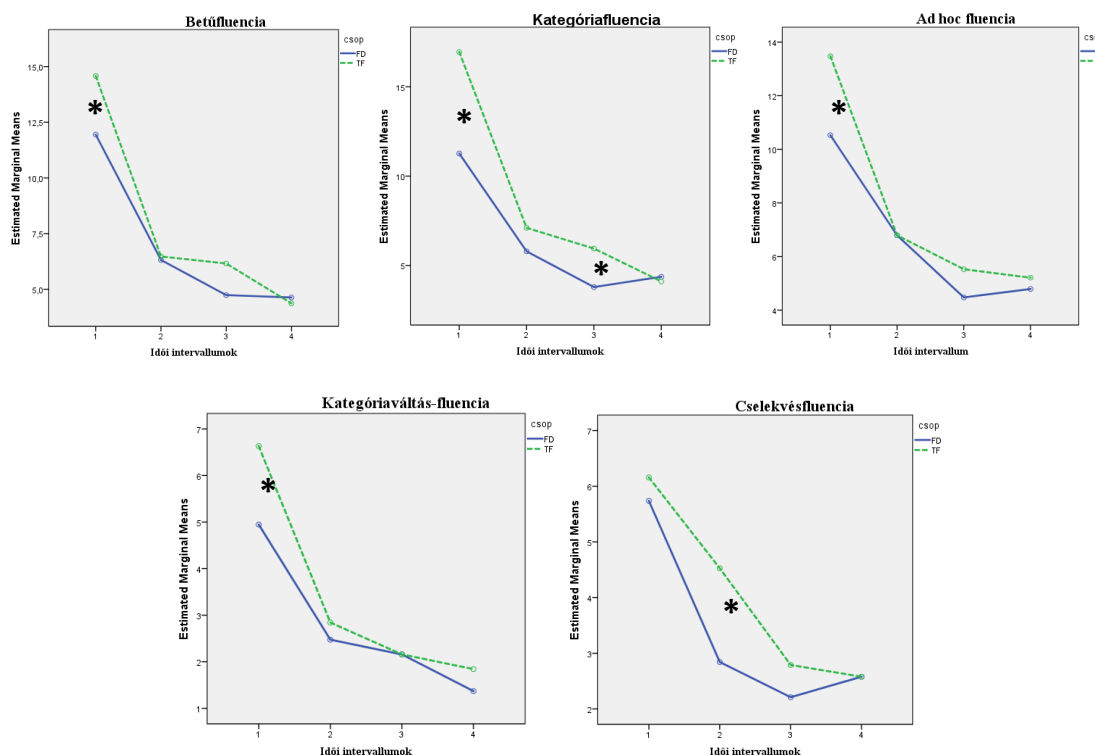 Betűfluencia
csop
FD
TF
Estimated Marginal Means
15,0
12,5
10,0
7,5
5,0
1 2 3 4
Idői intervallumok
Kategóriafluencia
csop
FD
TF
Estimated Marginal Means
15
10
5
1 2 3 4
Idői intervallumok
Ad hoc fluencia
Estimated Marginal Means
14
12
10
8
6
4
1 2 3 4
Idői intervallum
Kategóriaváltás-fluencia
csop
FD
TF
Estimated Marginal Means
7
6
5
4
3
2
1
1 2 3 4
Idői intervallumok
Cselekvésfluencia
csop
FD
TF
Estimated Marginal Means
7
6
5
4
3
2
1 2 3 4
Idői intervallumok